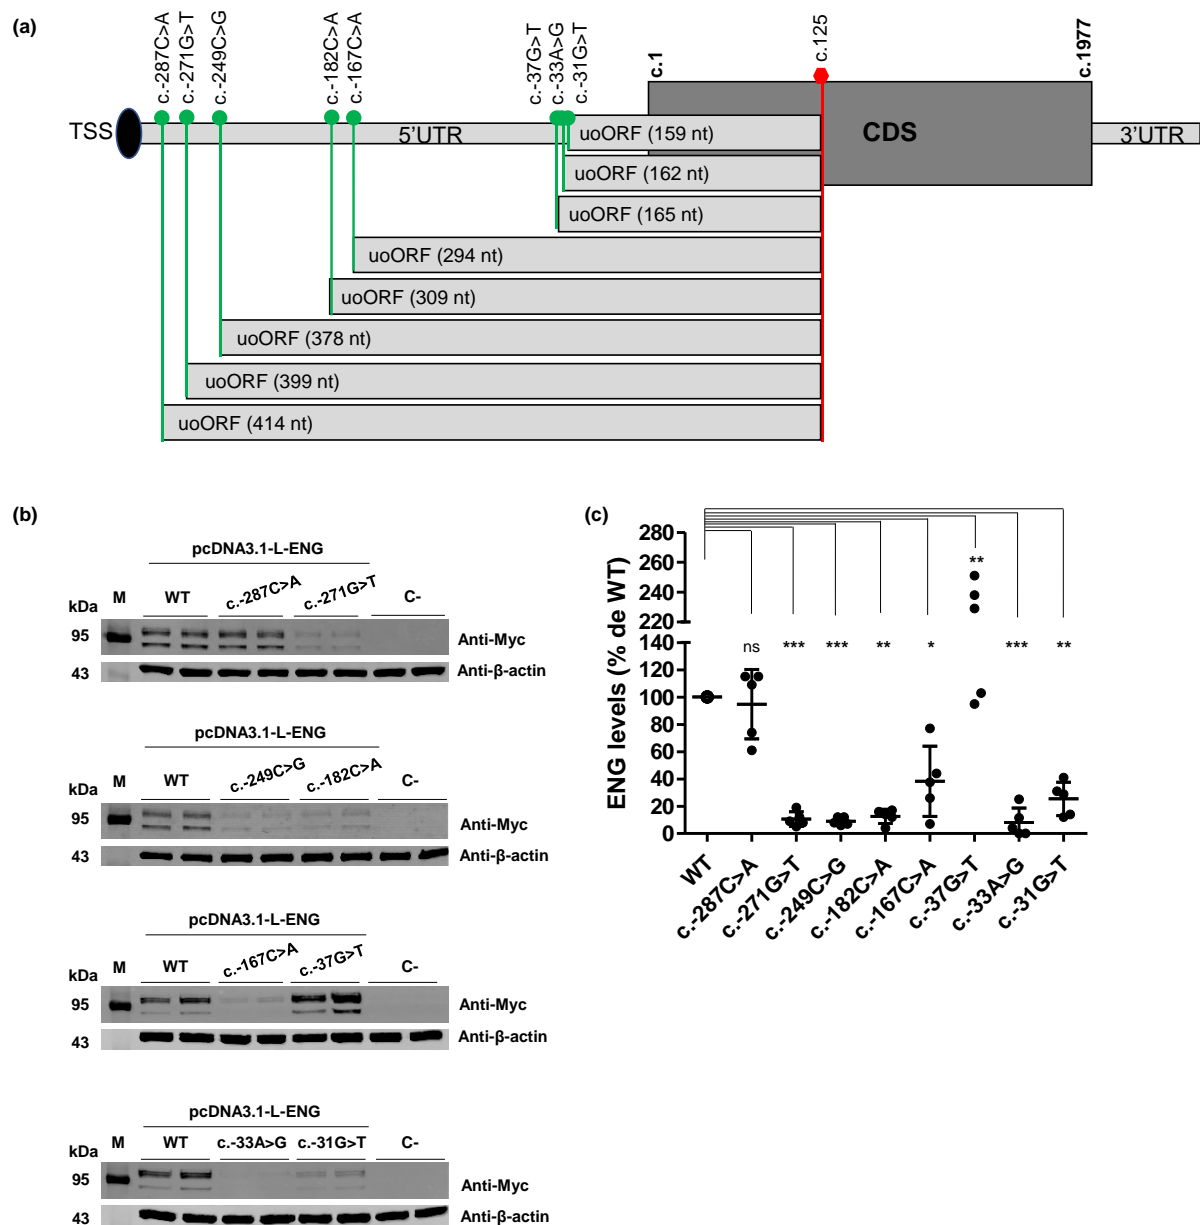 (a)
c.-287C>A
c.-271G>T
c.-249C>G
c.-182C>A
c.-167C>A
c.-37G>T
c.-33A>G
c.-31G>T
c.1
c.125
c.1977
TSS
5'UTR
CDS
3'UTR
uoORF (159 nt)
uoORF (162 nt)
uoORF (165 nt)
uoORF (294 nt)
uoORF (309 nt)
uoORF (378 nt)
uoORF (399 nt)
uoORF (414 nt)
(b)
pcDNA3.1-L-ENG
kDa M WT c.-287C>A c.-271G>T C-
95 Anti-Myc
43 Anti-β-actin
pcDNA3.1-L-ENG
kDa M WT c.-249C>G c.-182C>A C-
95 Anti-Myc
43 Anti-β-actin
pcDNA3.1-L-ENG
kDa M WT c.-167C>A c.-37G>T C-
95 Anti-Myc
43 Anti-β-actin
pcDNA3.1-L-ENG
kDa M WT c.-33A>G c.-31G>T C-
95 Anti-Myc
43 Anti-β-actin
(c)
ENG levels (% de WT)
280
260
240
220
140
120
100
80
60
40
20
0
ns *** *** ** * ** *** **
WT c.-287C>A c.-271G>T c.-249C>G c.-182C>A c.-167C>A c.-37G>T c.-33A>G c.-31G>T